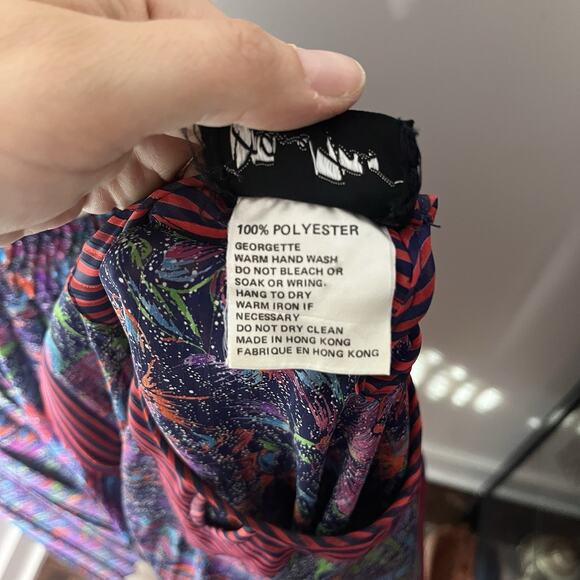 100% POLYESTER
GEORGETTE
WARM HAND WASH
DO NOT BLEACH OR
SOAK OR WRING.
HANG TO DRY
WARM IRON IF
NECESSARY
DO NOT DRY CLEAN
MADE IN HONG KONG
FABRIQUE EN HONG KONG